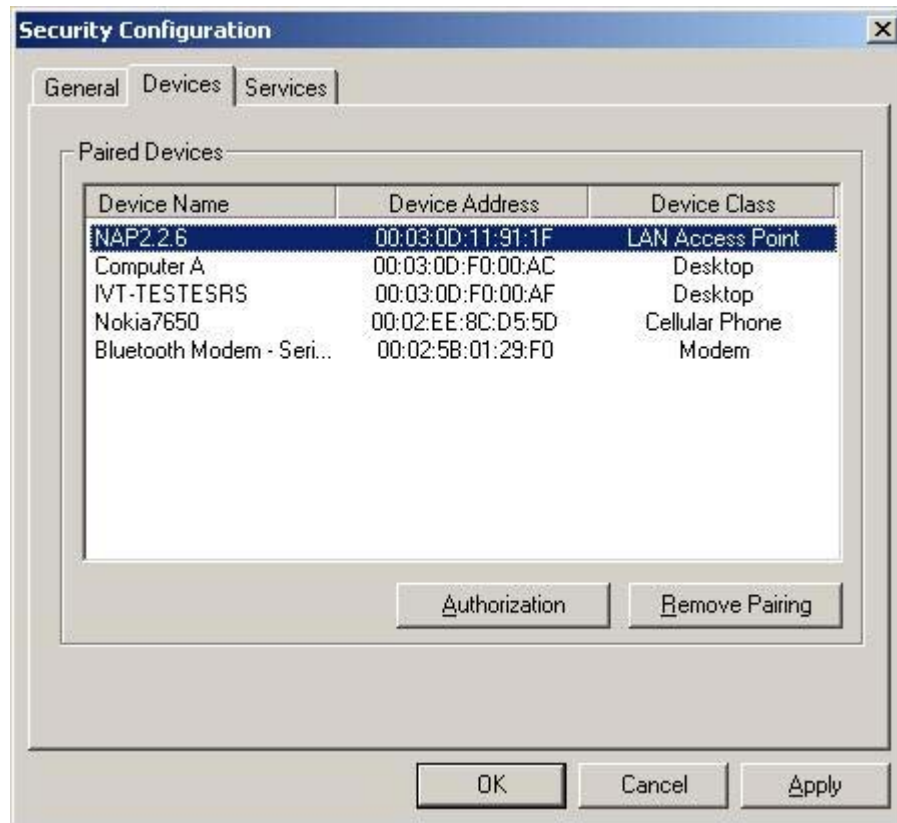 Security Configuration
General Devices Services
Paired Devices
Device Name Device Address Device Class
NAP2.2.6 00:03:0D:11:91:1F LAN Access Point
Computer A 00:03:0D:F0:00:AC Desktop
IVT-TESTESRS 00:03:0D:F0:00:AF Desktop
Nokia7650 00:02:EE:8C:D5:5D Cellular Phone
Bluetooth Modem - Seri... 00:02:5B:01:29:F0 Modem
Authorization Remove Pairing
OK Cancel Apply